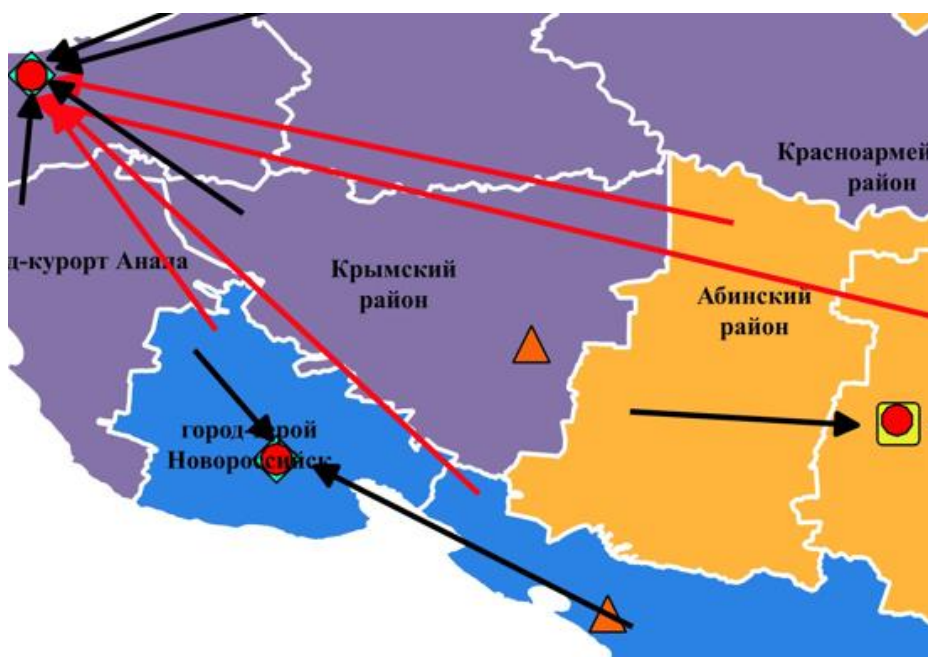 Красноармей
район
д-курорт Анапа
Крымский
район
Абинский
район
город-герой
Новороссийск